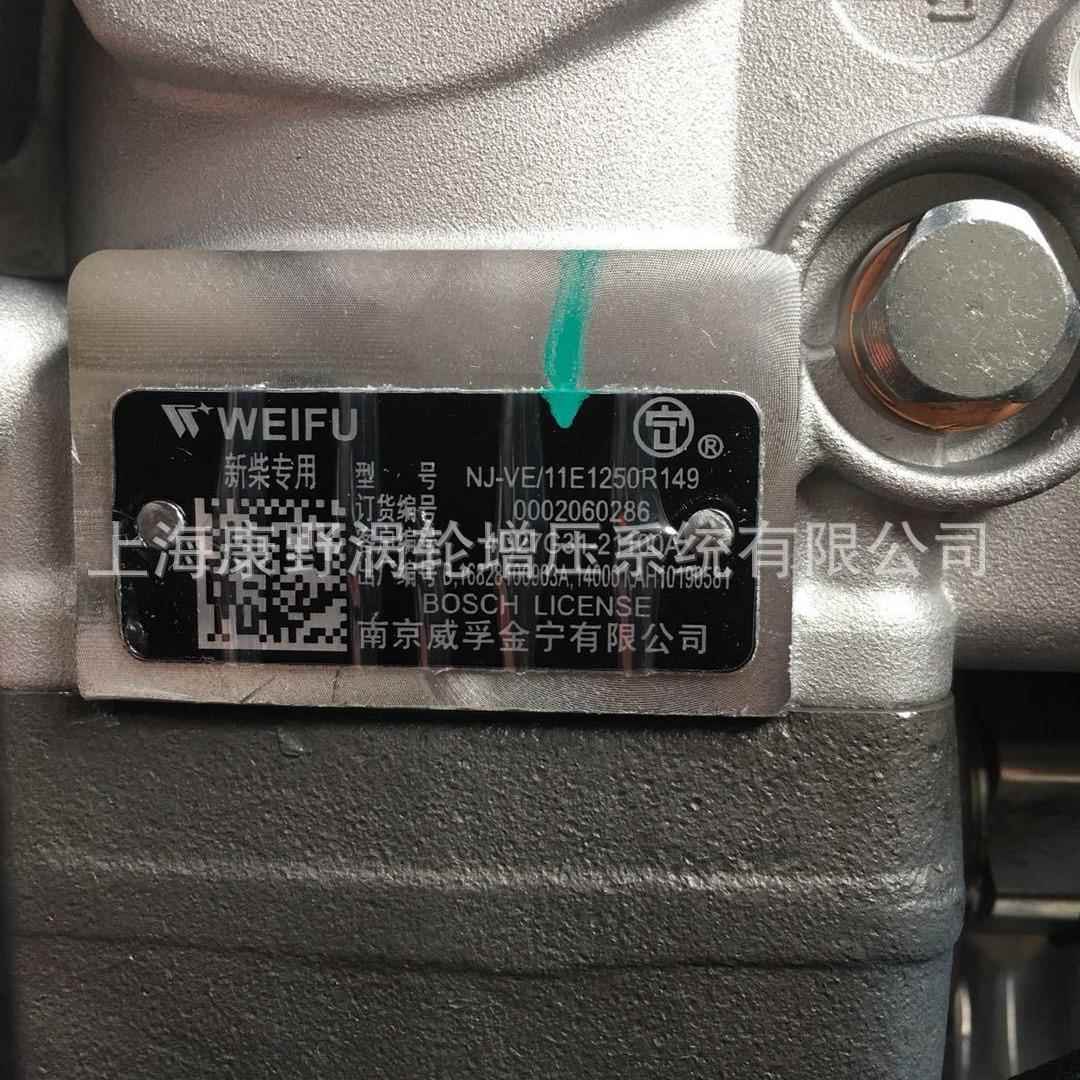 WEIFU
宁 ®
新柴专用
型 号 NJ-VE/11E1250R149
订货编号 0002060286
上海康野涡轮增压系统有限公司
BOSCH LICENSE
南京威孚金宁有限公司